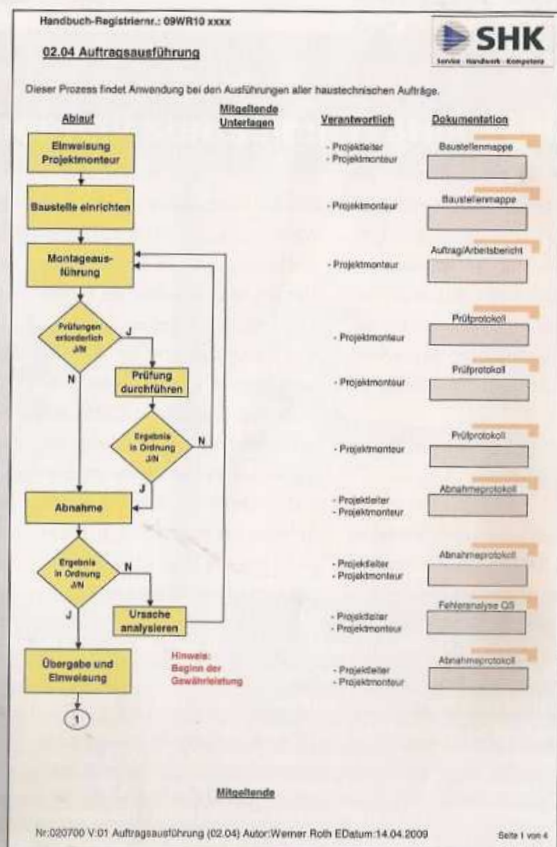 Handbuch-Registriernr.: 09WR10 xxxx
SHK
Service · Handwerk · Kompetenz
02.04 Auftragsausführung
Dieser Prozess findet Anwendung bei den Ausführungen aller haustechnischen Aufträge.
Ablauf
Mitgeltende
Unterlagen
Verantwortlich
Dokumentation
Einweisung
Projektmonteur
- Projektleiter
- Projektmonteur
Baustellenmappe
Baustelle einrichten
- Projektmonteur
Baustellenmappe
Montageaus-
führung
- Projektmonteur
Auftrag/Arbeitsbericht
Prüfungen
erforderlich
J/N
J
N
- Projektmonteur
Prüfprotokoll
Prüfung
durchführen
- Projektmonteur
Prüfprotokoll
Ergebnis
in Ordnung
J/N
N
J
- Projektmonteur
Prüfprotokoll
Abnahme
- Projektleiter
- Projektmonteur
Abnahmeprotokoll
Ergebnis
in Ordnung
J/N
N
J
- Projektleiter
- Projektmonteur
Abnahmeprotokoll
Ursache
analysieren
- Projektleiter
- Projektmonteur
Fehleranalyse QS
Übergabe und
Einweisung
Hinweis:
Beginn der
Gewährleistung
- Projektleiter
- Projektmonteur
Abnahmeprotokoll
1
Mitgeltende
Nr:020700 V:01 Auftragsausführung (02.04) Autor:Werner Roth EDatum:14.04.2009
Seite 1 von 4